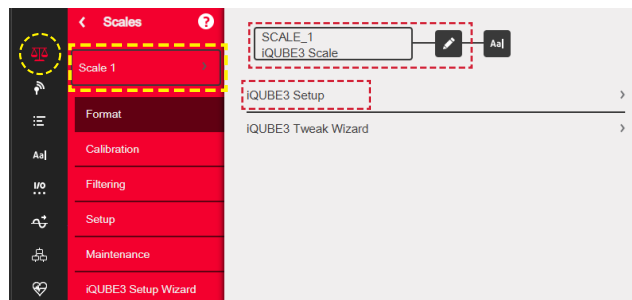 Scales ?
Scale 1
Format
Calibration
Filtering
Setup
Maintenance
iQUBE3 Setup Wizard
Aa
I/O
SCALE_1
iQUBE3 Scale
Aa
iQUBE3 Setup
iQUBE3 Tweak Wizard